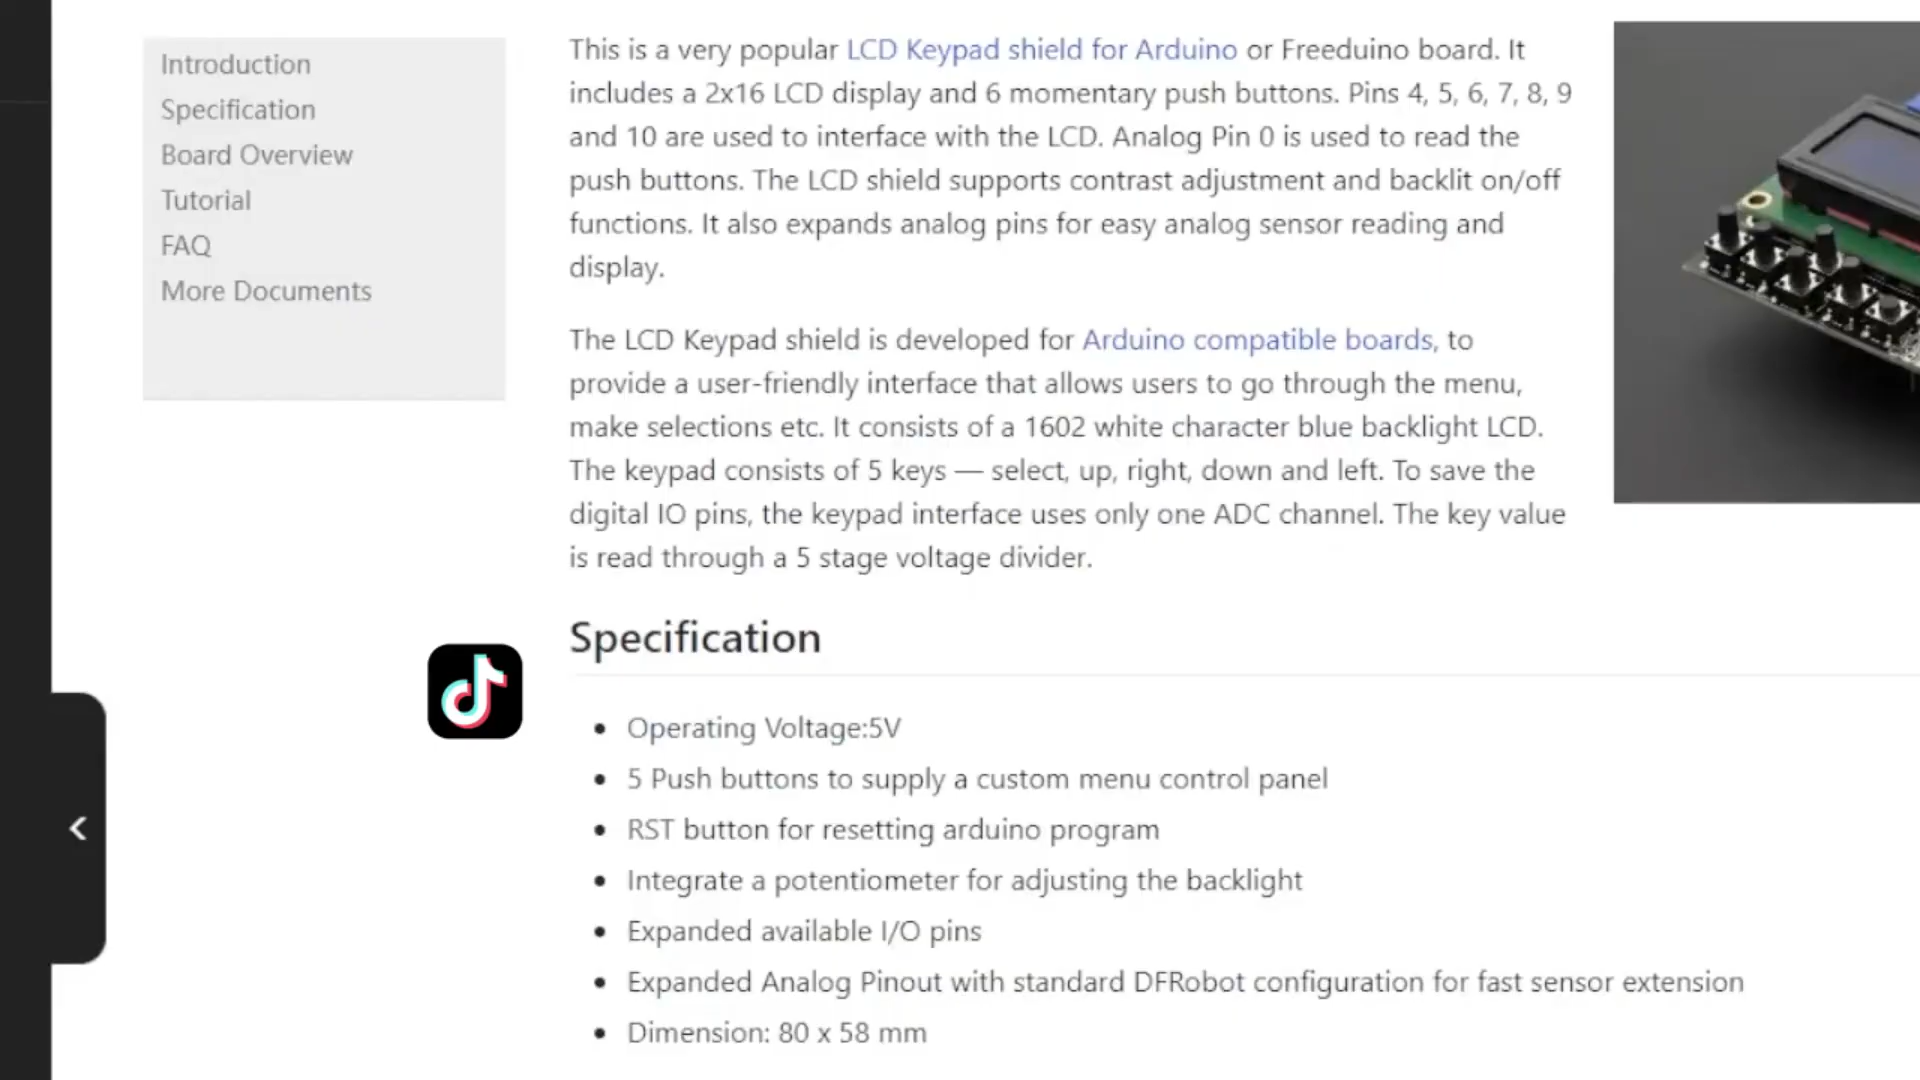 Introduction
Specification
Board Overview
Tutorial
FAQ
More Documents
This is a very popular LCD Keypad shield for Arduino or Freeduino board. It
includes a 2x16 LCD display and 6 momentary push buttons. Pins 4, 5, 6, 7, 8, 9
and 10 are used to interface with the LCD. Analog Pin 0 is used to read the
push buttons. The LCD shield supports contrast adjustment and backlit on/off
functions. It also expands analog pins for easy analog sensor reading and
display.
The LCD Keypad shield is developed for Arduino compatible boards, to
provide a user-friendly interface that allows users to go through the menu,
make selections etc. It consists of a 1602 white character blue backlight LCD.
The keypad consists of 5 keys — select, up, right, down and left. To save the
digital IO pins, the keypad interface uses only one ADC channel. The key value
is read through a 5 stage voltage divider.
Specification
• Operating Voltage:5V
• 5 Push buttons to supply a custom menu control panel
• RST button for resetting arduino program
• Integrate a potentiometer for adjusting the backlight
• Expanded available I/O pins
• Expanded Analog Pinout with standard DFRobot configuration for fast sensor extension
• Dimension: 80 x 58 mm